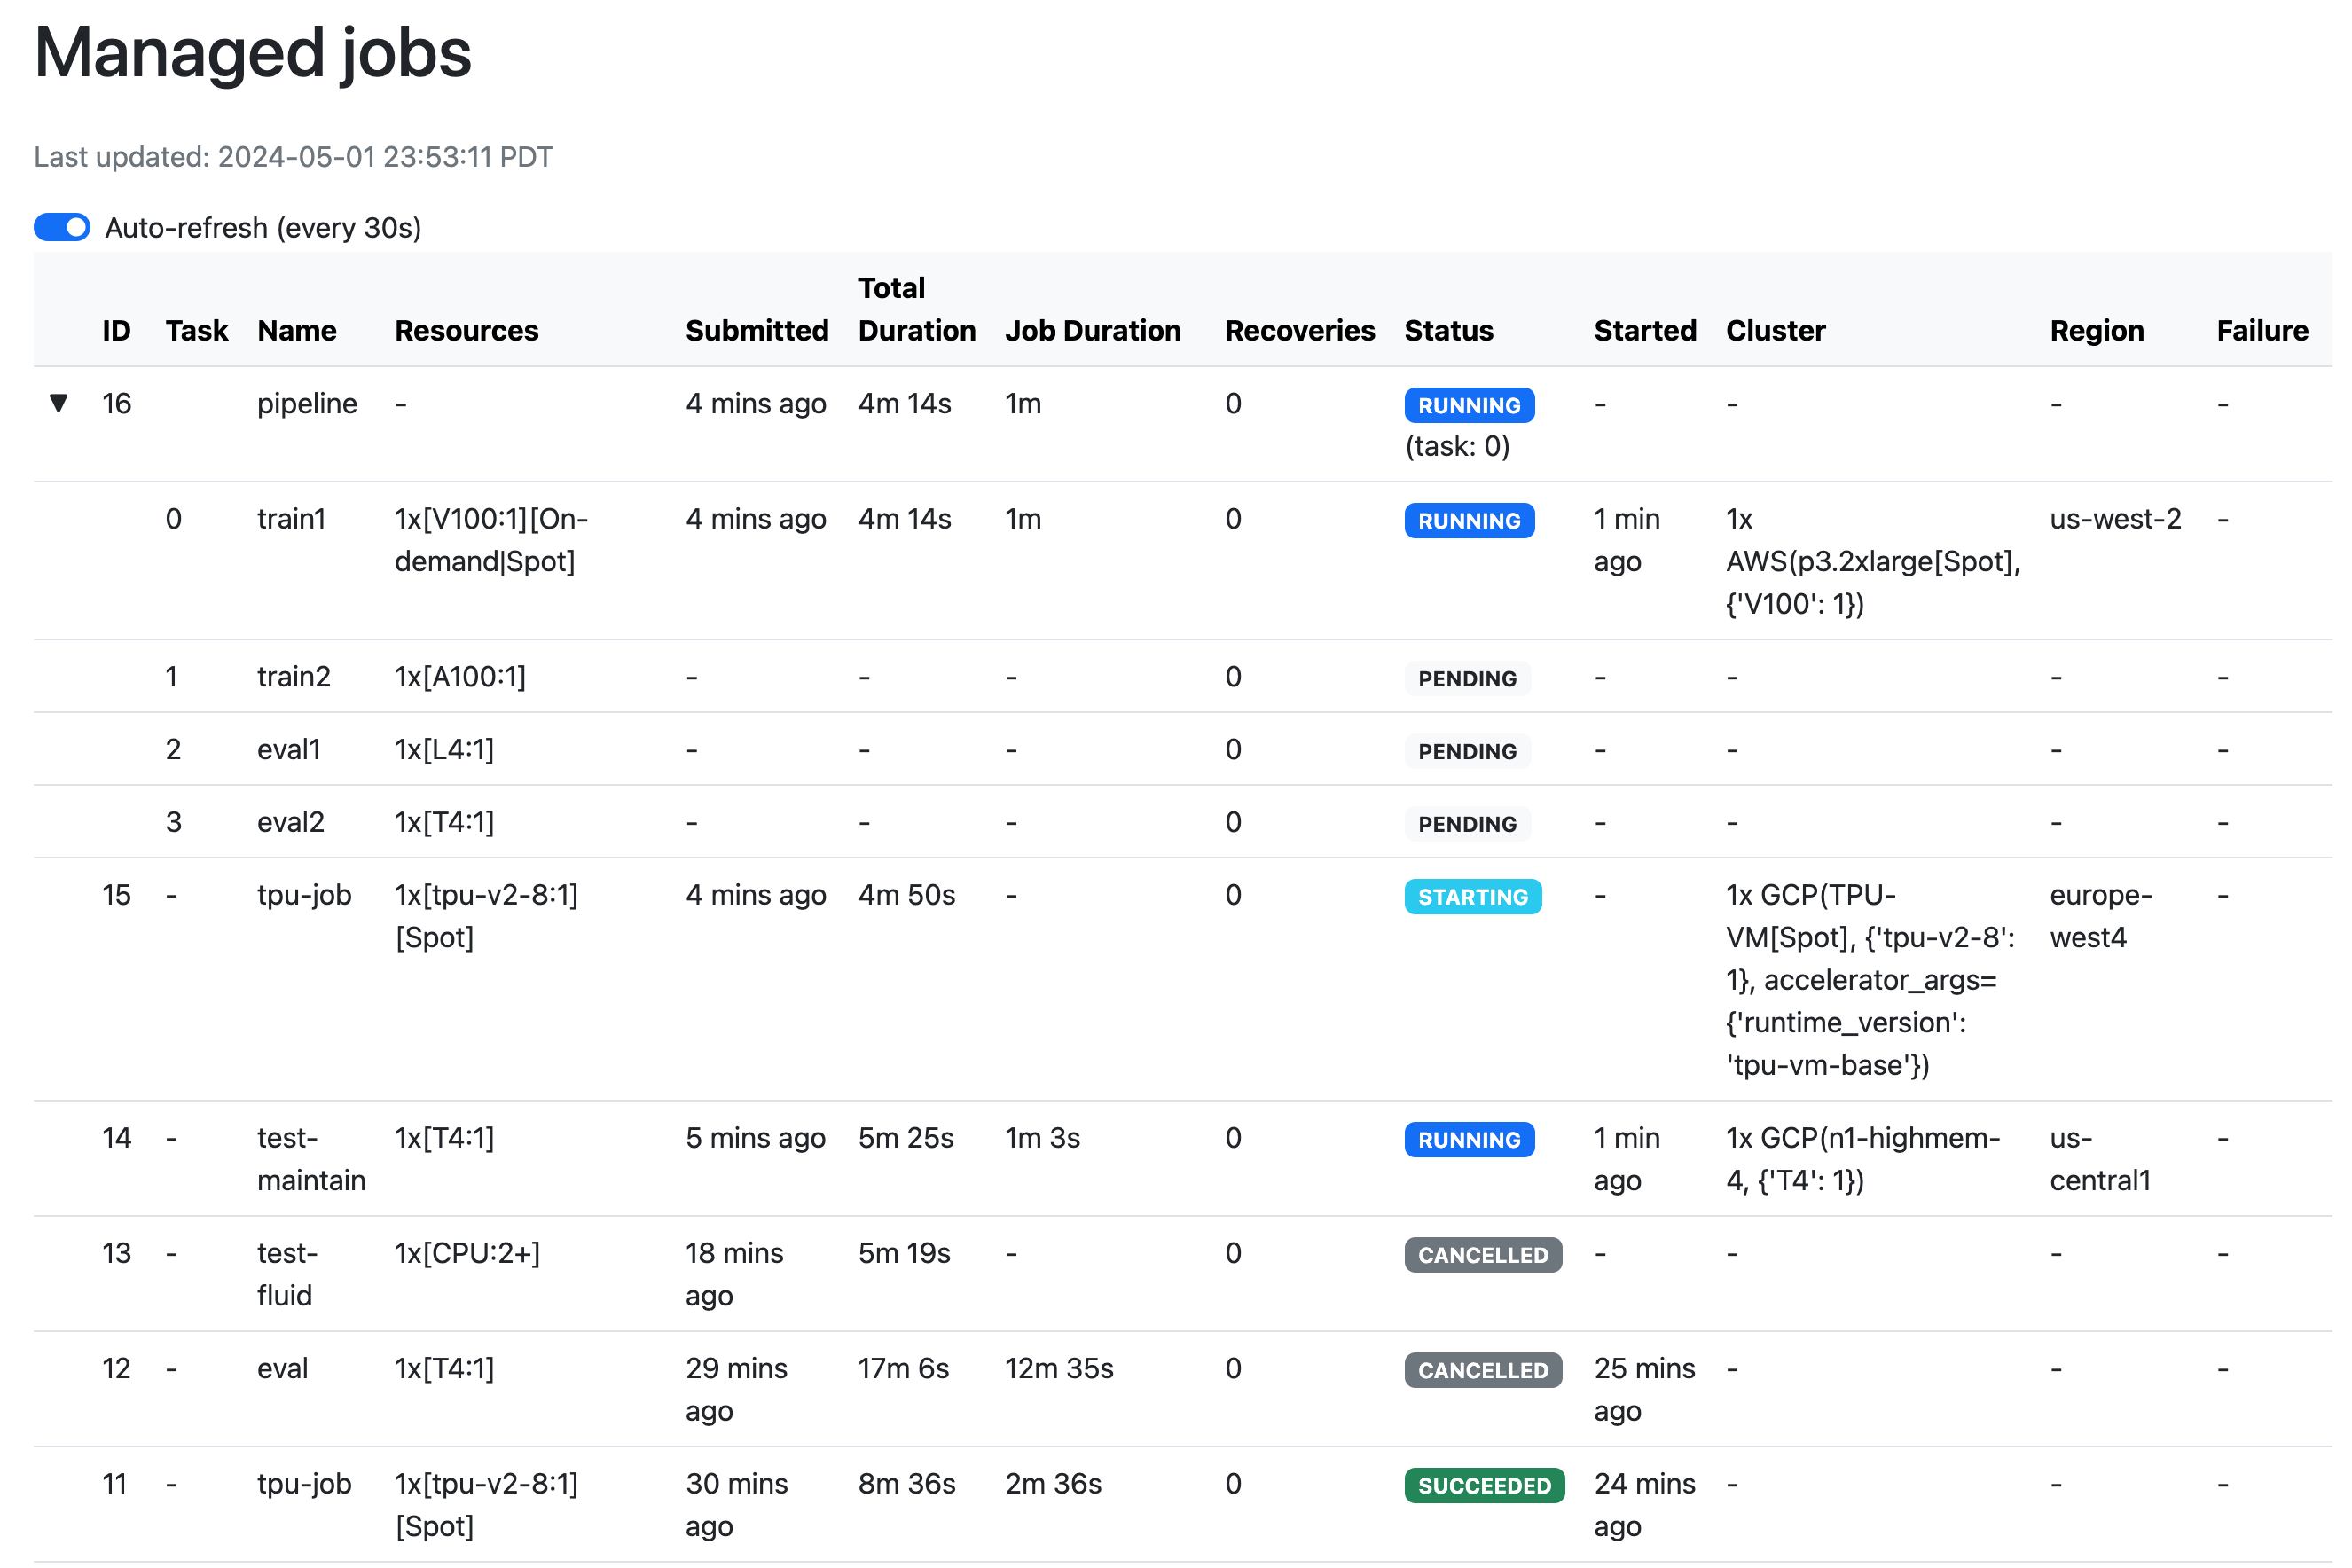 Managed jobs
Last updated: 2024-05-01 23:53:11 PDT
Auto-refresh (every 30s)
ID Task Name Resources Submitted Total Duration Job Duration Recoveries Status Started Cluster Region Failure
▼ 16 pipeline - 4 mins ago 4m 14s 1m 0 RUNNING - - - -
(task: 0)
0 train1 1x[V100:1][On- 4 mins ago 4m 14s 1m 0 RUNNING 1 min 1x us-west-2 -
demand|Spot] ago AWS(p3.2xlarge[Spot],
{'V100': 1})
1 train2 1x[A100:1] - - - 0 PENDING - - - -
2 eval1 1x[L4:1] - - - 0 PENDING - - - -
3 eval2 1x[T4:1] - - - 0 PENDING - - - -
15 - tpu-job 1x[tpu-v2-8:1] 4 mins ago 4m 50s - 0 STARTING - 1x GCP(TPU- europe- -
[Spot] VM[Spot], {'tpu-v2-8': west4
1}, accelerator_args=
{'runtime_version':
'tpu-vm-base'})
14 - test- 1x[T4:1] 5 mins ago 5m 25s 1m 3s 0 RUNNING 1 min 1x GCP(n1-highmem- us- -
maintain ago 4, {'T4': 1}) central1
13 - test- 1x[CPU:2+] 18 mins 5m 19s - 0 CANCELLED - - - -
fluid ago
12 - eval 1x[T4:1] 29 mins 17m 6s 12m 35s 0 CANCELLED 25 mins - - -
ago ago
11 - tpu-job 1x[tpu-v2-8:1] 30 mins 8m 36s 2m 36s 0 SUCCEEDED 24 mins - - -
[Spot] ago ago